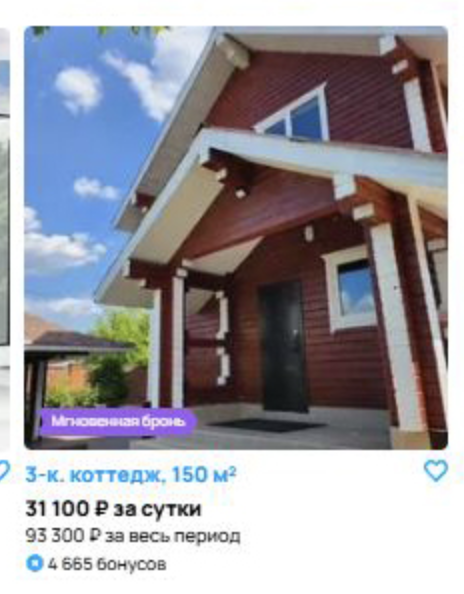 Мгновенная бронь
3-к. коттедж, 150 м²
31 100 ₽ за сутки
93 300 ₽ за весь период
4 665 бонусов